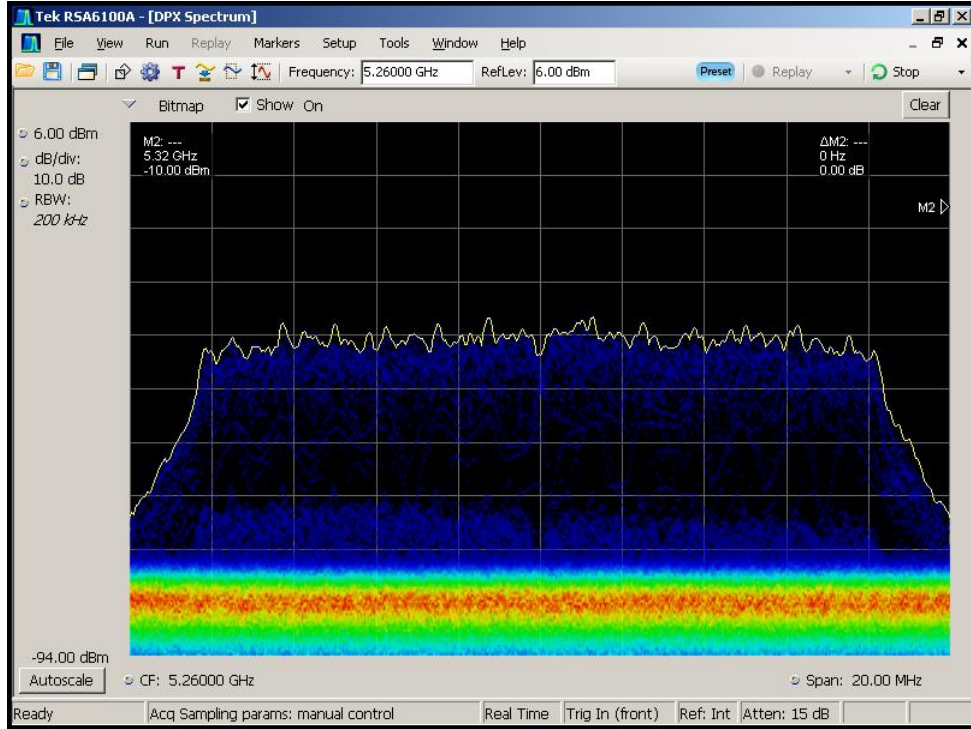 Tek RSA6100A - [DPX Spectrum]
File View Run Replay Markers Setup Tools Window Help
Frequency: 5.26000 GHz RefLev: 6.00 dBm Preset Replay Stop
Bitmap Show On Clear
6.00 dBm
dB/div:
10.0 dB
RBW:
200 kHz
M2: ---
5.32 GHz
-10.00 dBm
ΔM2: ---
0 Hz
0.00 dB
M2
-94.00 dBm
Autoscale CF: 5.26000 GHz Span: 20.00 MHz
Ready Acq Sampling params: manual control Real Time Trig In (front) Ref: Int Atten: 15 dB